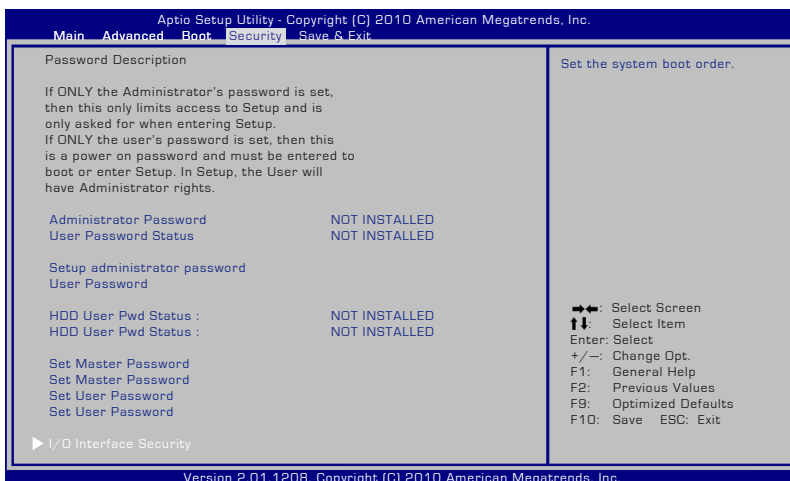 Aptio Setup Utility - Copyright (C) 2010 American Megatrends, Inc.
Main Advanced Boot Security Save & Exit
Password Description
If ONLY the Administrator's password is set,
then this only limits access to Setup and is
only asked for when entering Setup.
If ONLY the user's password is set, then this
is a power on password and must be entered to
boot or enter Setup. In Setup, the User will
have Administrator rights.
Administrator Password NOT INSTALLED
User Password Status NOT INSTALLED
Setup administrator password
User Password
HDD User Pwd Status : NOT INSTALLED
HDD User Pwd Status : NOT INSTALLED
Set Master Password
Set Master Password
Set User Password
Set User Password
I/O Interface Security
Set the system boot order.
→←: Select Screen
↑↓: Select Item
Enter: Select
+/—: Change Opt.
F1: General Help
F2: Previous Values
F9: Optimized Defaults
F10: Save ESC: Exit
Version 2.01.1208. Copyright (C) 2010 American Megatrends, Inc.